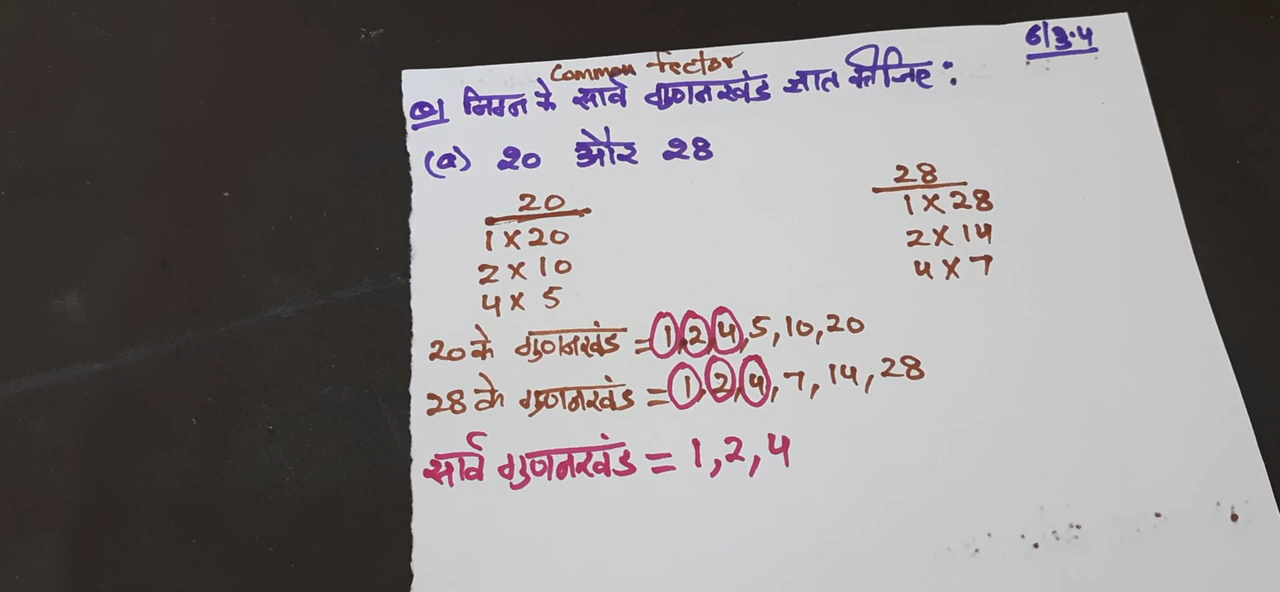 6/3.4
Common fector
Q1 निम्न के सार्व गुणनखंड ज्ञात कीजिए :
(a) 20 और 28
20
1 × 20
2 × 10
4 × 5
28
1 × 28
2 × 14
4 × 7
20 के गुणनखंड = 1, 2, 4, 5, 10, 20
28 के गुणनखंड = 1, 2, 4, 7, 14, 28
सार्व गुणनखंड = 1, 2, 4